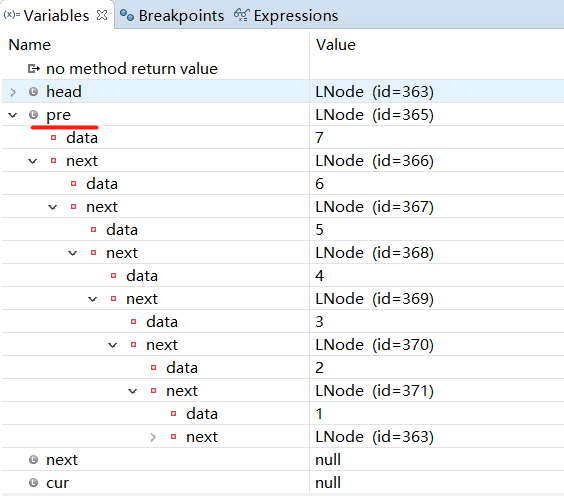 (x)= Variables Breakpoints Expressions
Name Value
no method return value
head LNode (id=363)
pre LNode (id=365)
data 7
next LNode (id=366)
data 6
next LNode (id=367)
data 5
next LNode (id=368)
data 4
next LNode (id=369)
data 3
next LNode (id=370)
data 2
next LNode (id=371)
data 1
next LNode (id=363)
next null
cur null